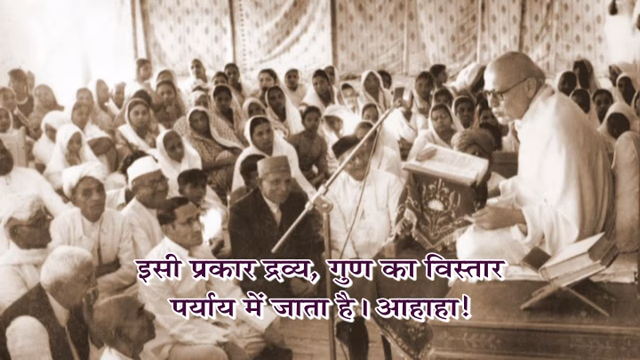 इसी प्रकार द्रव्य, गुण का विस्तार
पर्याय में जाता है। आहाहा!